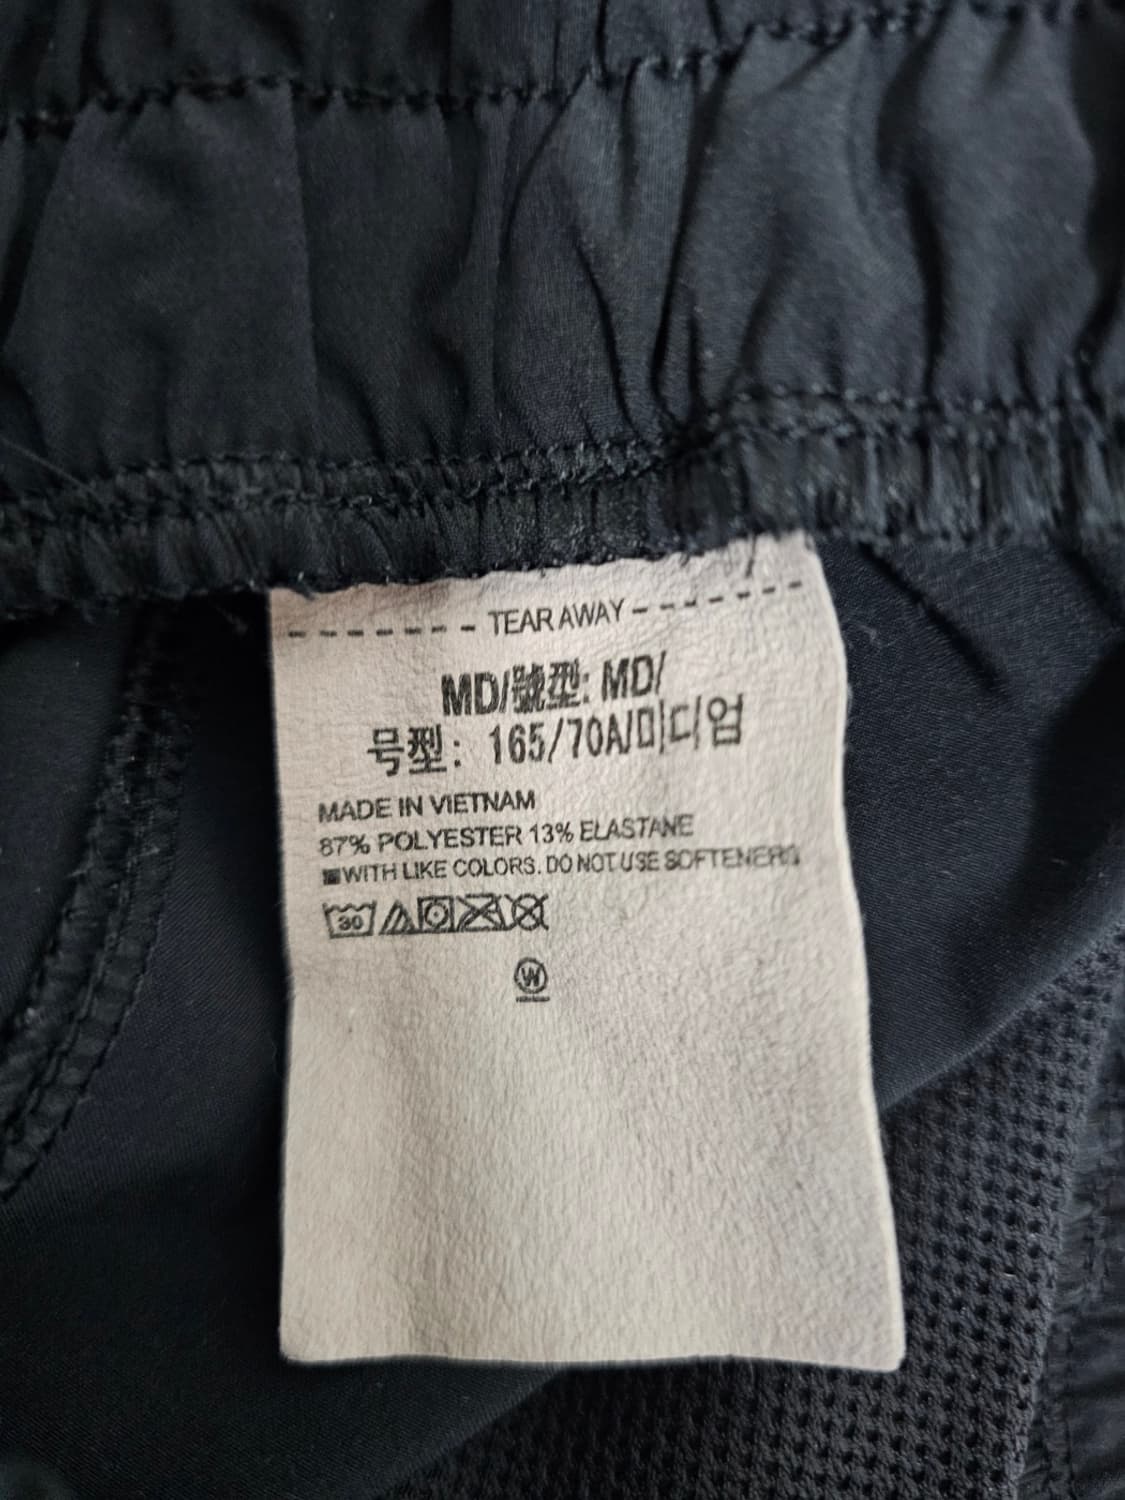 TEAR AWAY
MD/號型: MD/
号型: 165/70A/미디엄
MADE IN VIETNAM
87% POLYESTER 13% ELASTANE
WITH LIKE COLORS. DO NOT USE SOFTENERS
30
W